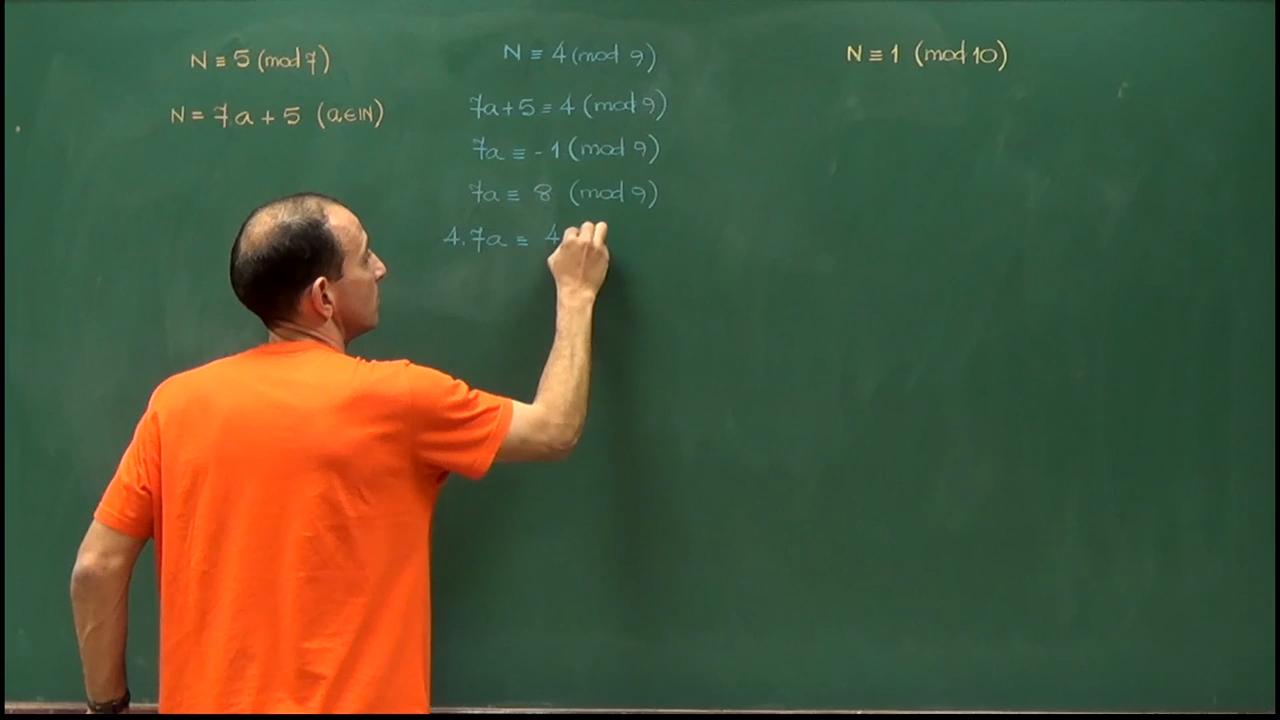 N ≡ 5 (mod 7)
N = 7a + 5 (a ∈ IN)
N ≡ 4 (mod 9)
7a + 5 ≡ 4 (mod 9)
7a ≡ - 1 (mod 9)
7a ≡ 8 (mod 9)
4.7a ≡ 4
N ≡ 1 (mod 10)